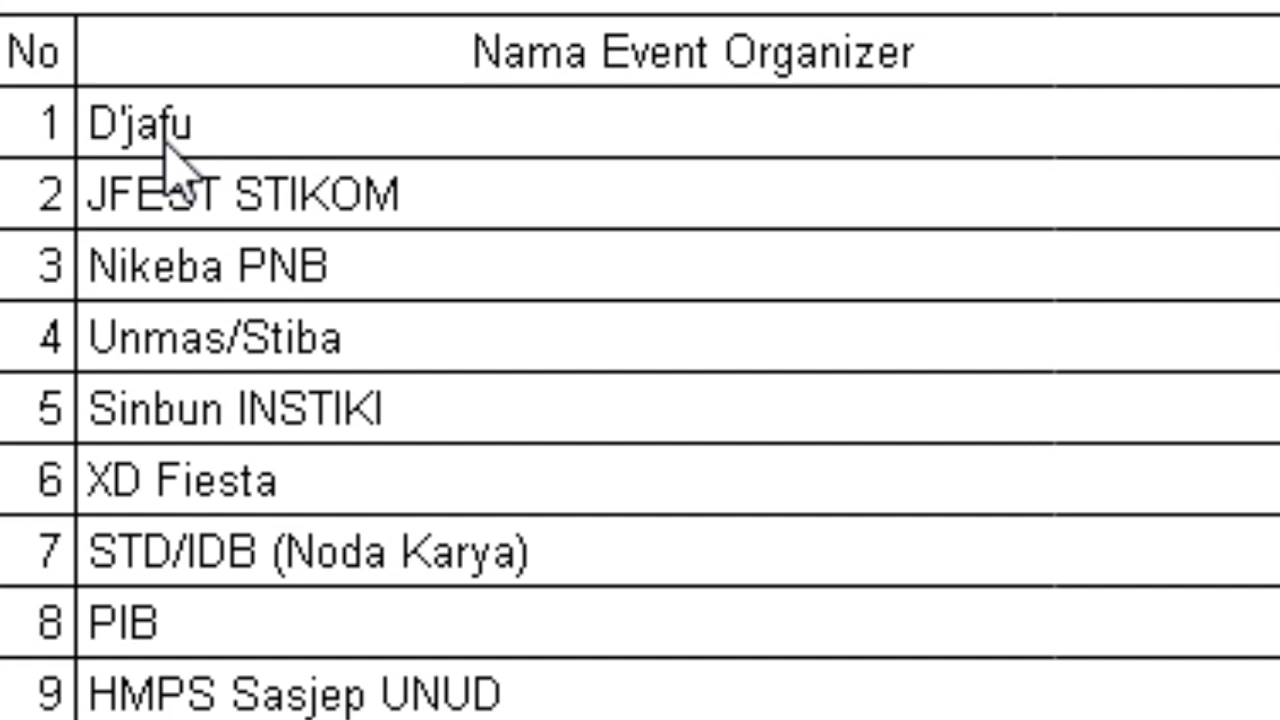 No Nama Event Organizer
1 D'jafu
2 JFEST STIKOM
3 Nikeba PNB
4 Unmas/Stiba
5 Sinbun INSTIKI
6 XD Fiesta
7 STD/IDB (Noda Karya)
8 PIB
9 HMPS Sasjep UNUD